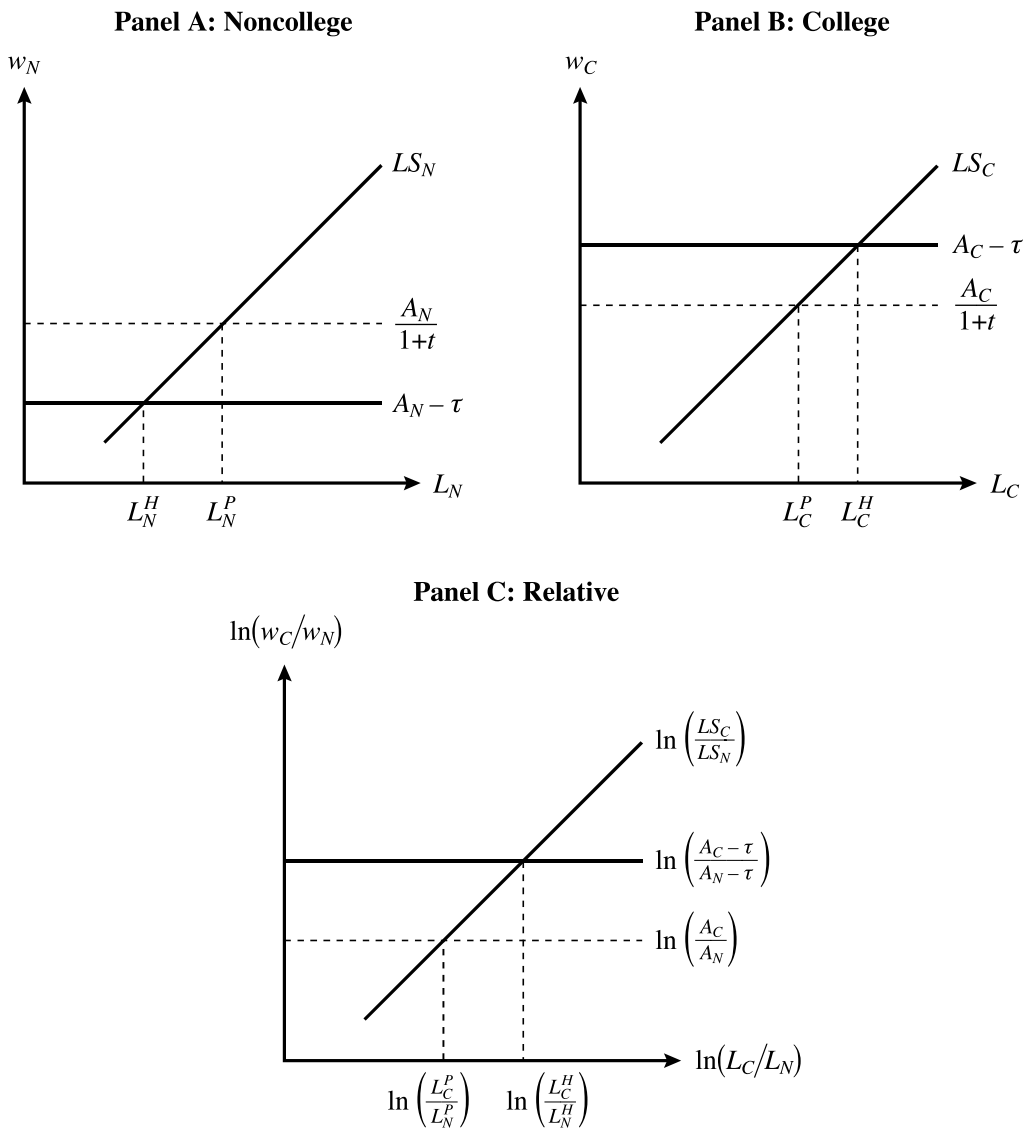 Panel A: Noncollege
w_N
LS_N
A_N/1+t
A_N − τ
L_N
L_N^H L_N^P
Panel B: College
w_C
LS_C
A_C − τ
A_C/1+t
L_C
L_C^P L_C^H
Panel C: Relative
ln(w_C/w_N)
ln (LS_C/LS_N)
ln (A_C − τ/A_N − τ)
ln (A_C/A_N)
ln(L_C/L_N)
ln (L_C^P/L_N^P) ln (L_C^H/L_N^H)